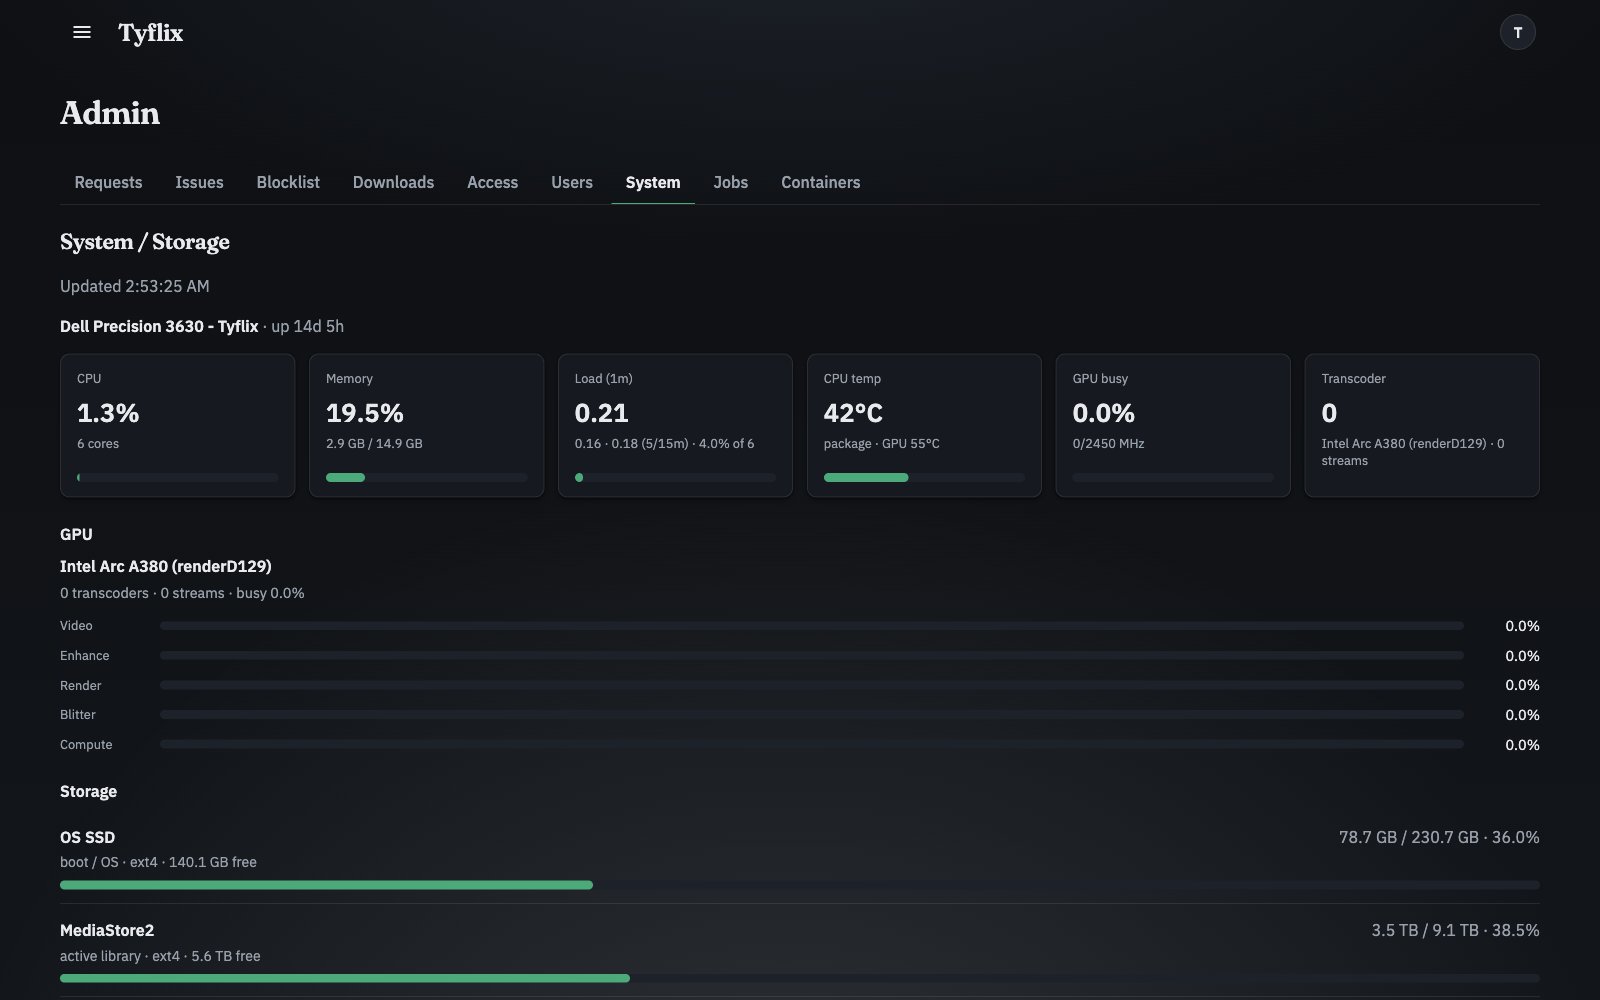 Tyflix
T
Admin
Requests Issues Blocklist Downloads Access Users System Jobs Containers
System / Storage
Updated 2:53:25 AM
Dell Precision 3630 - Tyflix · up 14d 5h
CPU
1.3%
6 cores
Memory
19.5%
2.9 GB / 14.9 GB
Load (1m)
0.21
0.16 · 0.18 (5/15m) · 4.0% of 6
CPU temp
42°C
package · GPU 55°C
GPU busy
0.0%
0/2450 MHz
Transcoder
0
Intel Arc A380 (renderD129) · 0
streams
GPU
Intel Arc A380 (renderD129)
0 transcoders · 0 streams · busy 0.0%
Video 0.0%
Enhance 0.0%
Render 0.0%
Blitter 0.0%
Compute 0.0%
Storage
OS SSD 78.7 GB / 230.7 GB · 36.0%
boot / OS · ext4 · 140.1 GB free
MediaStore2 3.5 TB / 9.1 TB · 38.5%
active library · ext4 · 5.6 TB free